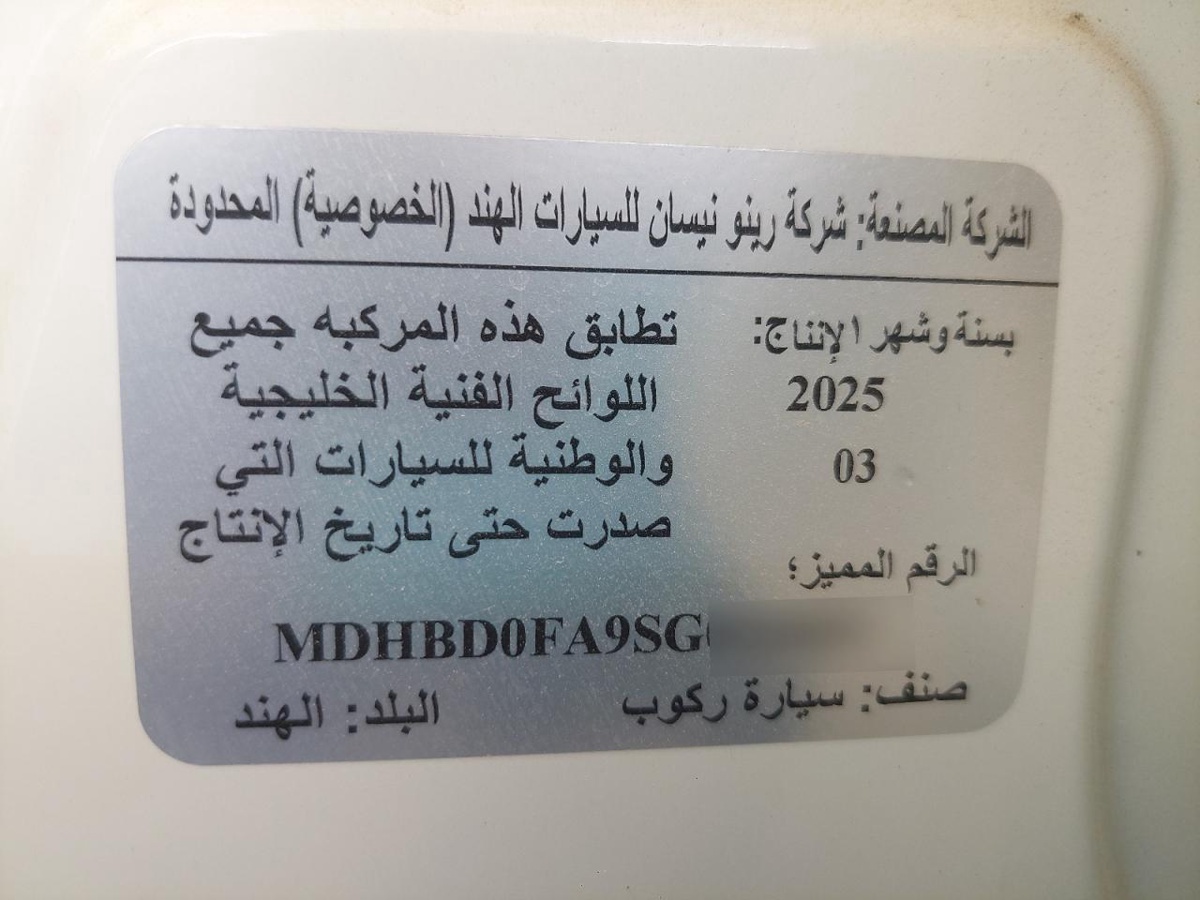 الشركة المصنعة: شركة رينو نيسان للسيارات الهند (الخصوصية) المحدودة
بسنة وشهر الإنتاج:
2025
03
تطابق هذه المركبه جميع
اللوائح الفنية الخليجية
والوطنية للسيارات التي
صدرت حتى تاريخ الإنتاج
الرقم المميز؛
MDHBD0FA9SG
صنف: سيارة ركوب
البلد: الهند